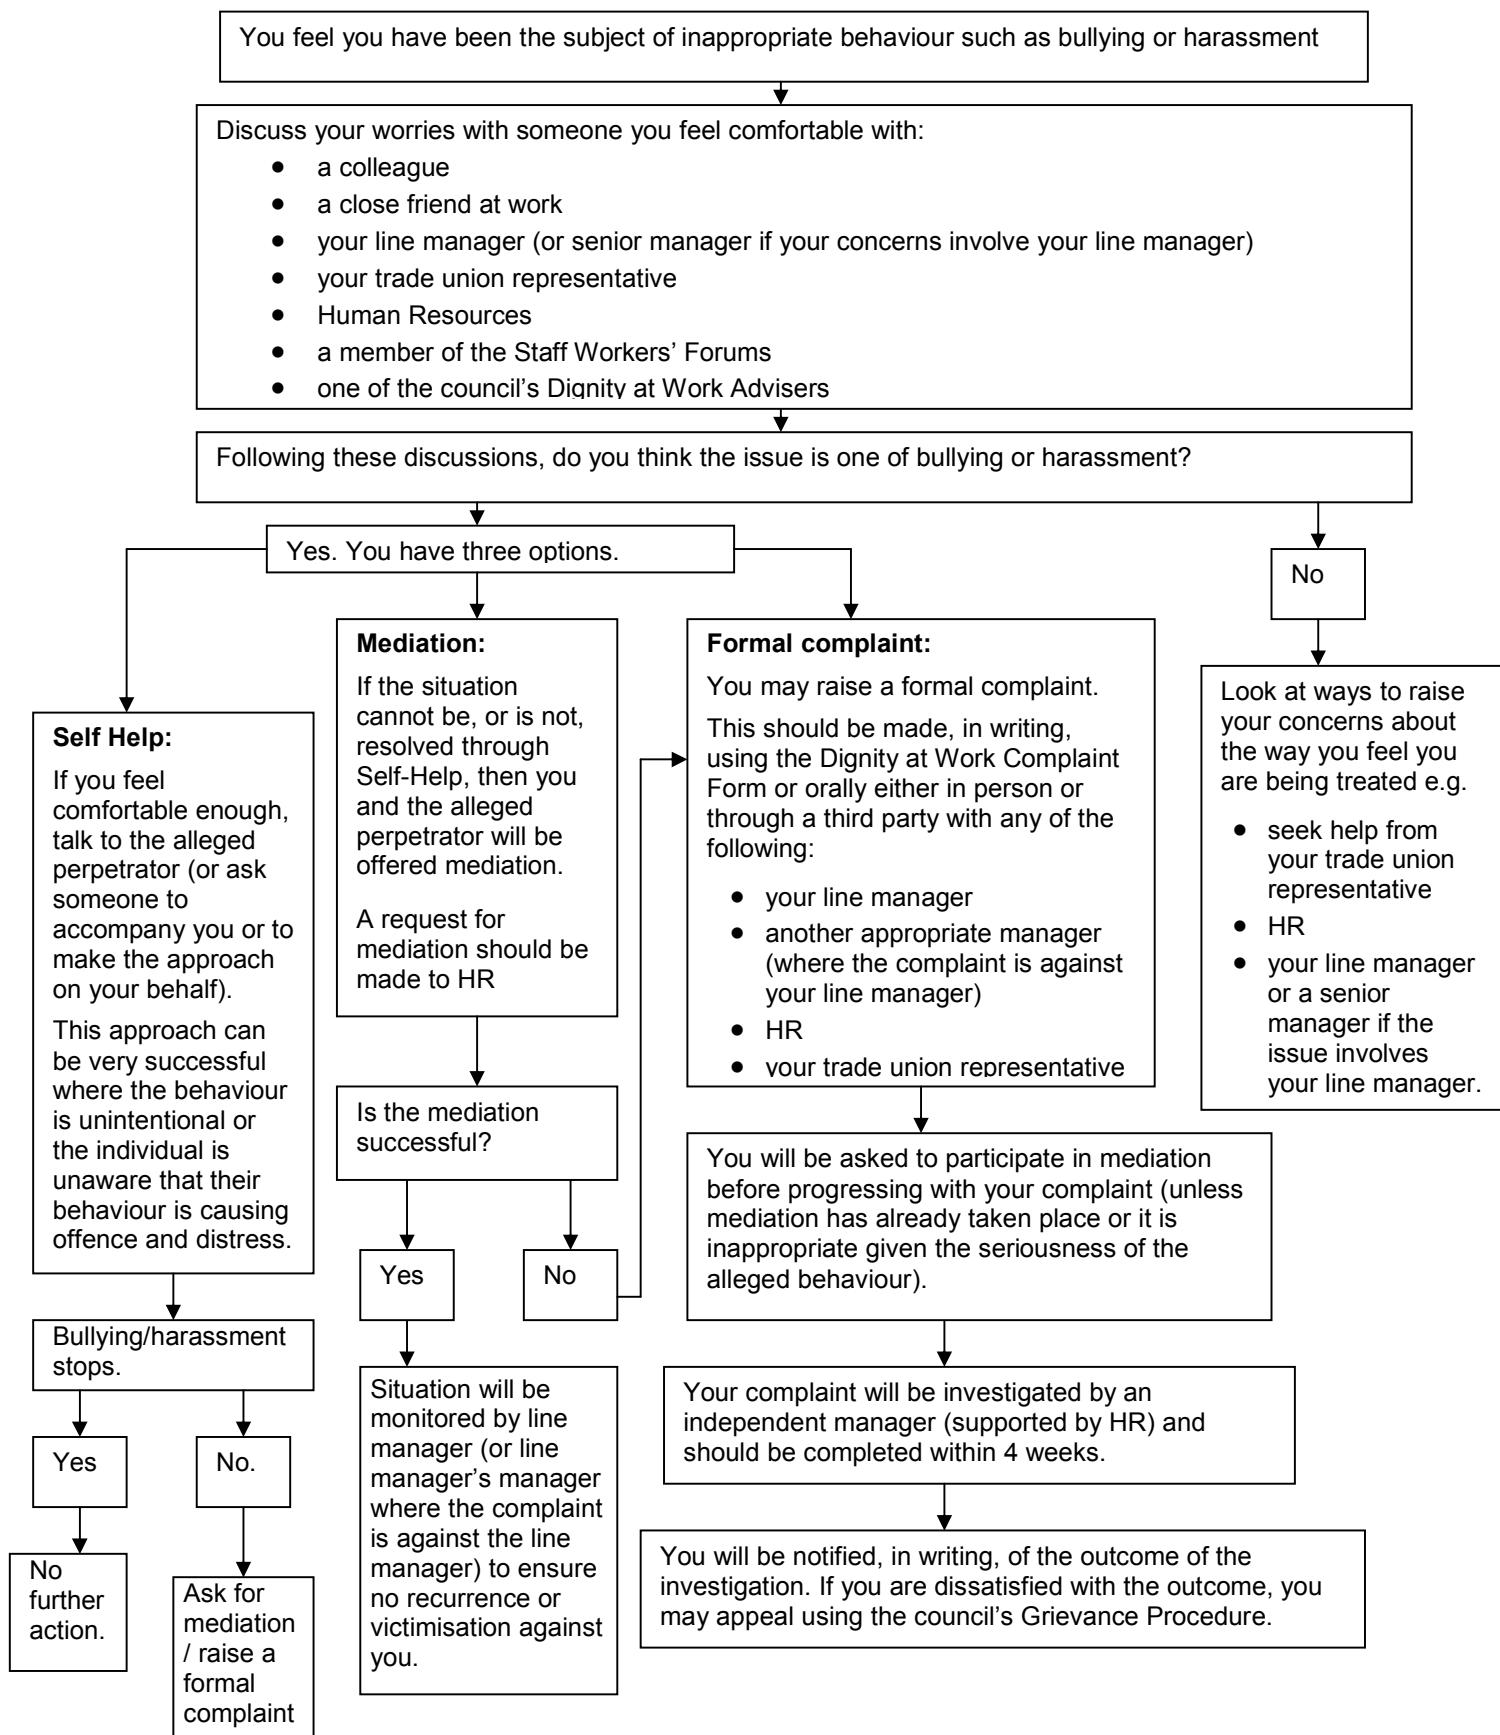 You feel you have been the subject of inappropriate behaviour such as bullying or harassment
Discuss your worries with someone you feel comfortable with:
• a colleague
• a close friend at work
• your line manager (or senior manager if your concerns involve your line manager)
• your trade union representative
• Human Resources
• a member of the Staff Workers’ Forums
• one of the council’s Dignity at Work Advisers
Following these discussions, do you think the issue is one of bullying or harassment?
Yes. You have three options.
No
Self Help:
If you feel
comfortable enough,
talk to the alleged
perpetrator (or ask
someone to
accompany you or to
make the approach
on your behalf).
This approach can
be very successful
where the behaviour
is unintentional or
the individual is
unaware that their
behaviour is causing
offence and distress.
Bullying/harassment
stops.
Yes
No.
No
further
action.
Ask for
mediation
/ raise a
formal
complaint
Mediation:
If the situation
cannot be, or is not,
resolved through
Self-Help, then you
and the alleged
perpetrator will be
offered mediation.
A request for
mediation should be
made to HR
Is the mediation
successful?
Yes
No
Situation will be
monitored by line
manager (or line
manager’s manager
where the complaint
is against the line
manager) to ensure
no recurrence or
victimisation against
you.
Formal complaint:
You may raise a formal complaint.
This should be made, in writing,
using the Dignity at Work Complaint
Form or orally either in person or
through a third party with any of the
following:
• your line manager
• another appropriate manager
(where the complaint is against
your line manager)
• HR
• your trade union representative
You will be asked to participate in mediation
before progressing with your complaint (unless
mediation has already taken place or it is
inappropriate given the seriousness of the
alleged behaviour).
Your complaint will be investigated by an
independent manager (supported by HR) and
should be completed within 4 weeks.
You will be notified, in writing, of the outcome of the
investigation. If you are dissatisfied with the outcome, you
may appeal using the council’s Grievance Procedure.
Look at ways to raise
your concerns about
the way you feel you
are being treated e.g.
• seek help from
your trade union
representative
• HR
• your line manager
or a senior
manager if the
issue involves
your line manager.